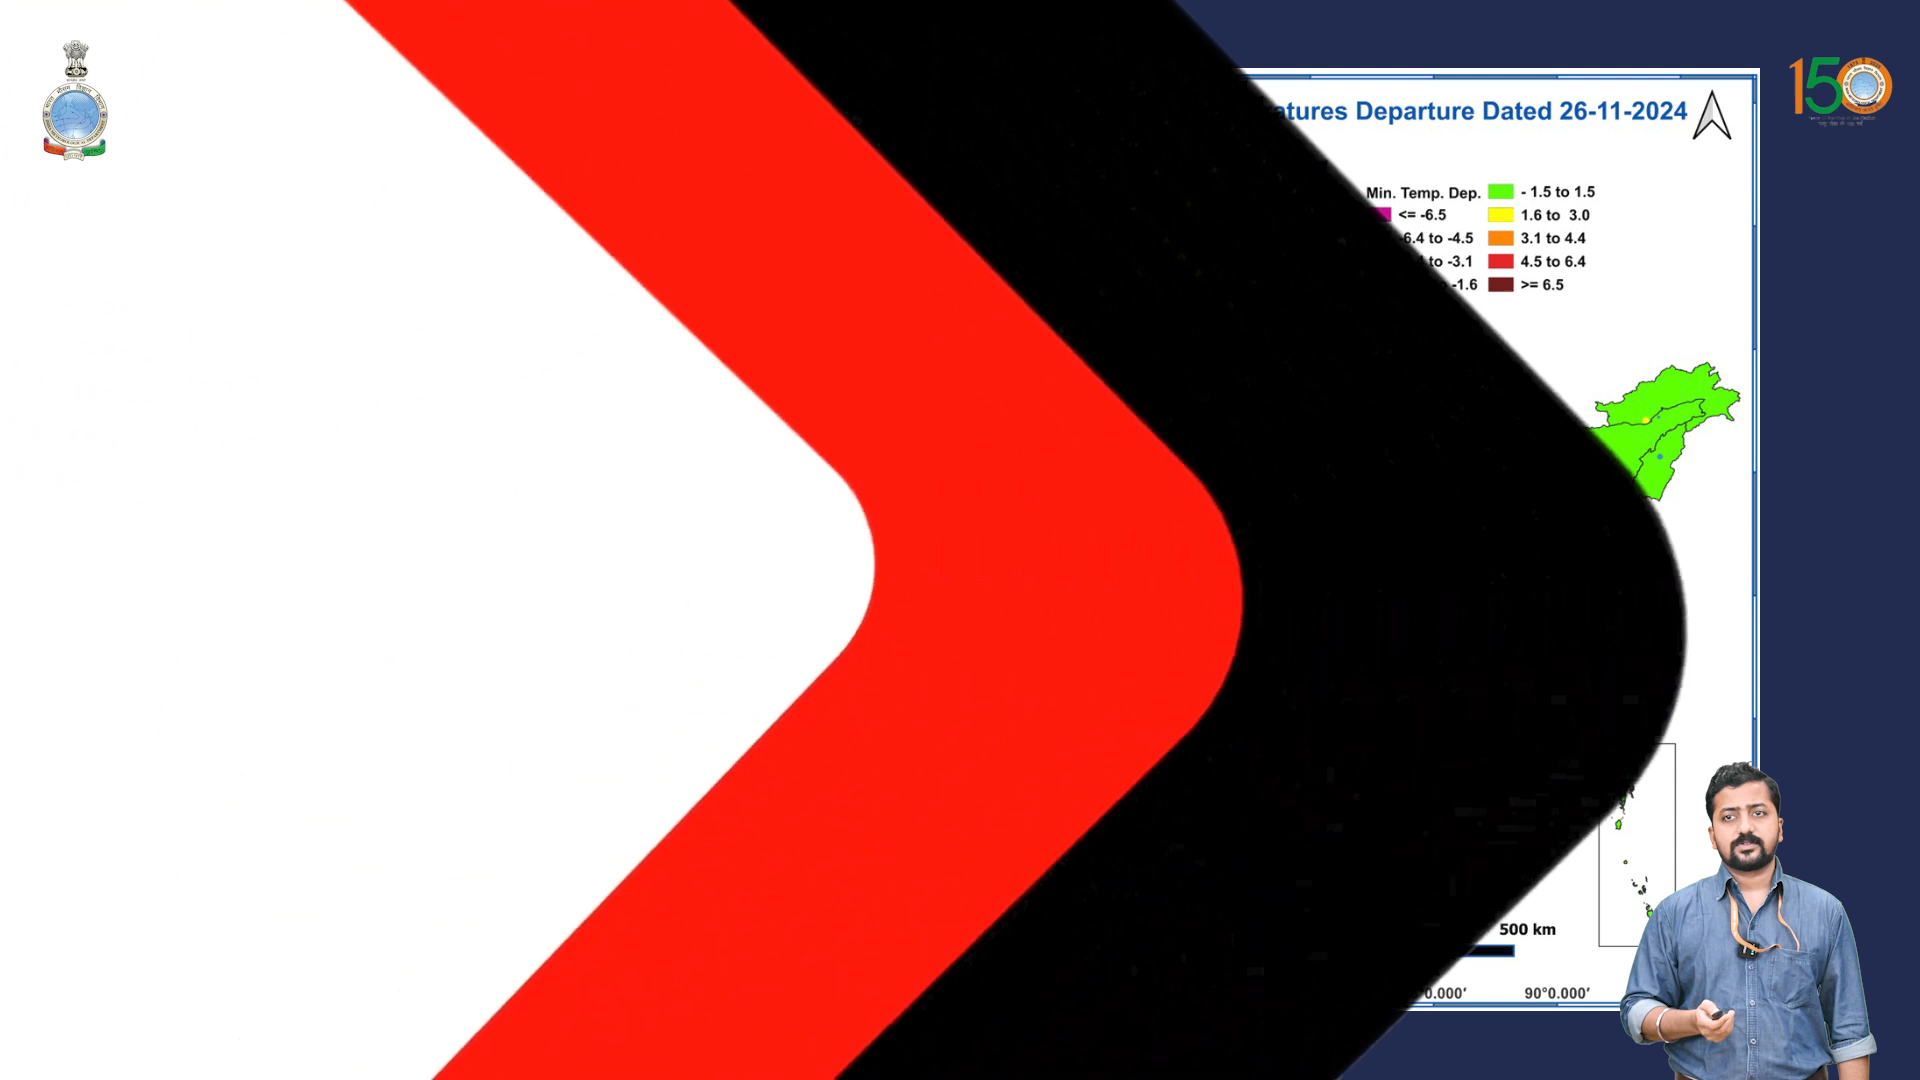 atures Departure Dated 26-11-2024
Min. Temp. Dep.
- 1.5 to 1.5
<= -6.5
1.6 to 3.0
-6.4 to -4.5
3.1 to 4.4
to -3.1
4.5 to 6.4
-1.6
>= 6.5
500 km
0.000′
90°0.000′
150